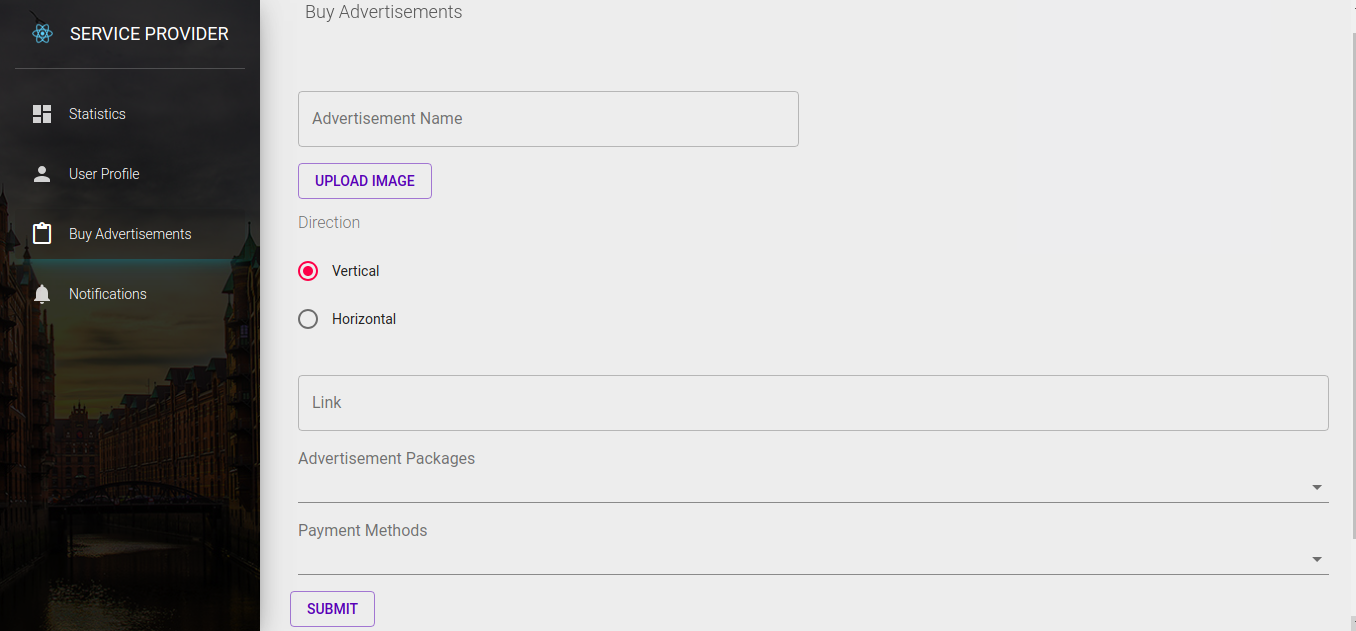 SERVICE PROVIDER
Statistics
User Profile
Buy Advertisements
Notifications
Buy Advertisements
Advertisement Name
UPLOAD IMAGE
Direction
Vertical
Horizontal
Link
Advertisement Packages
Payment Methods
SUBMIT